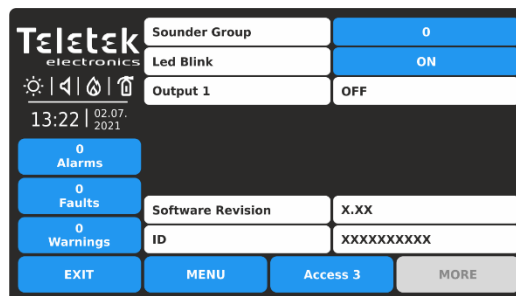 Teletek
electronics
13:22 | 02.07.
2021
Sounder Group 0
Led Blink ON
Output 1 OFF
0
Alarms
0
Faults
0
Warnings
Software Revision X.XX
ID XXXXXXXXXX
EXIT MENU Access 3 MORE